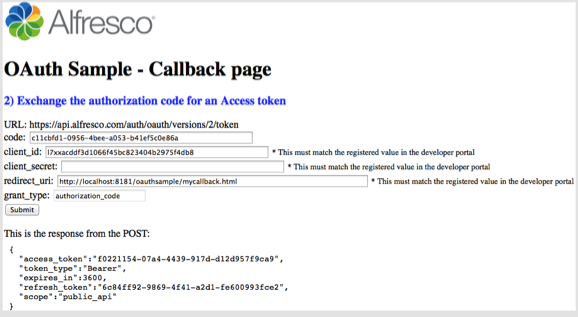 Alfresco
OAuth Sample - Callback page
2) Exchange the authorization code for an Access token
URL: https://api.alfresco.com/auth/oauth/versions/2/token
code: c11cbfd1-0956-4bee-a053-b41ef5c0e86a
client_id: l7xxacddf3d1066f45bc823404b2975f4db8 * This must match the registered value in the developer portal
client_secret: * This must match the registered value in the developer portal
redirect_uri: http://localhost:8181/oauthsample/mycallback.html * This must match the registered value in the developer portal
grant_type: authorization_code
Submit
This is the response from the POST:
{
"access_token":"f0221154-07a4-4439-917d-d12d957f9ca9",
"token_type":"Bearer",
"expires_in":3600,
"refresh_token":"6c84ff92-9869-4f41-a2d1-fe600993fce2",
"scope":"public_api"
}